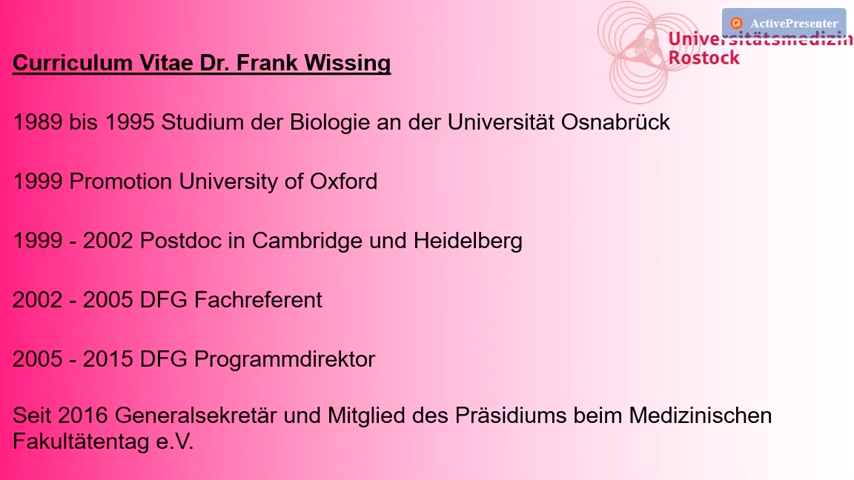 ActivePresenter
Universitätsmedizin
Rostock
Curriculum Vitae Dr. Frank Wissing
1989 bis 1995 Studium der Biologie an der Universität Osnabrück
1999 Promotion University of Oxford
1999 - 2002 Postdoc in Cambridge und Heidelberg
2002 - 2005 DFG Fachreferent
2005 - 2015 DFG Programmdirektor
Seit 2016 Generalsekretär und Mitglied des Präsidiums beim Medizinischen
Fakultätentag e.V.